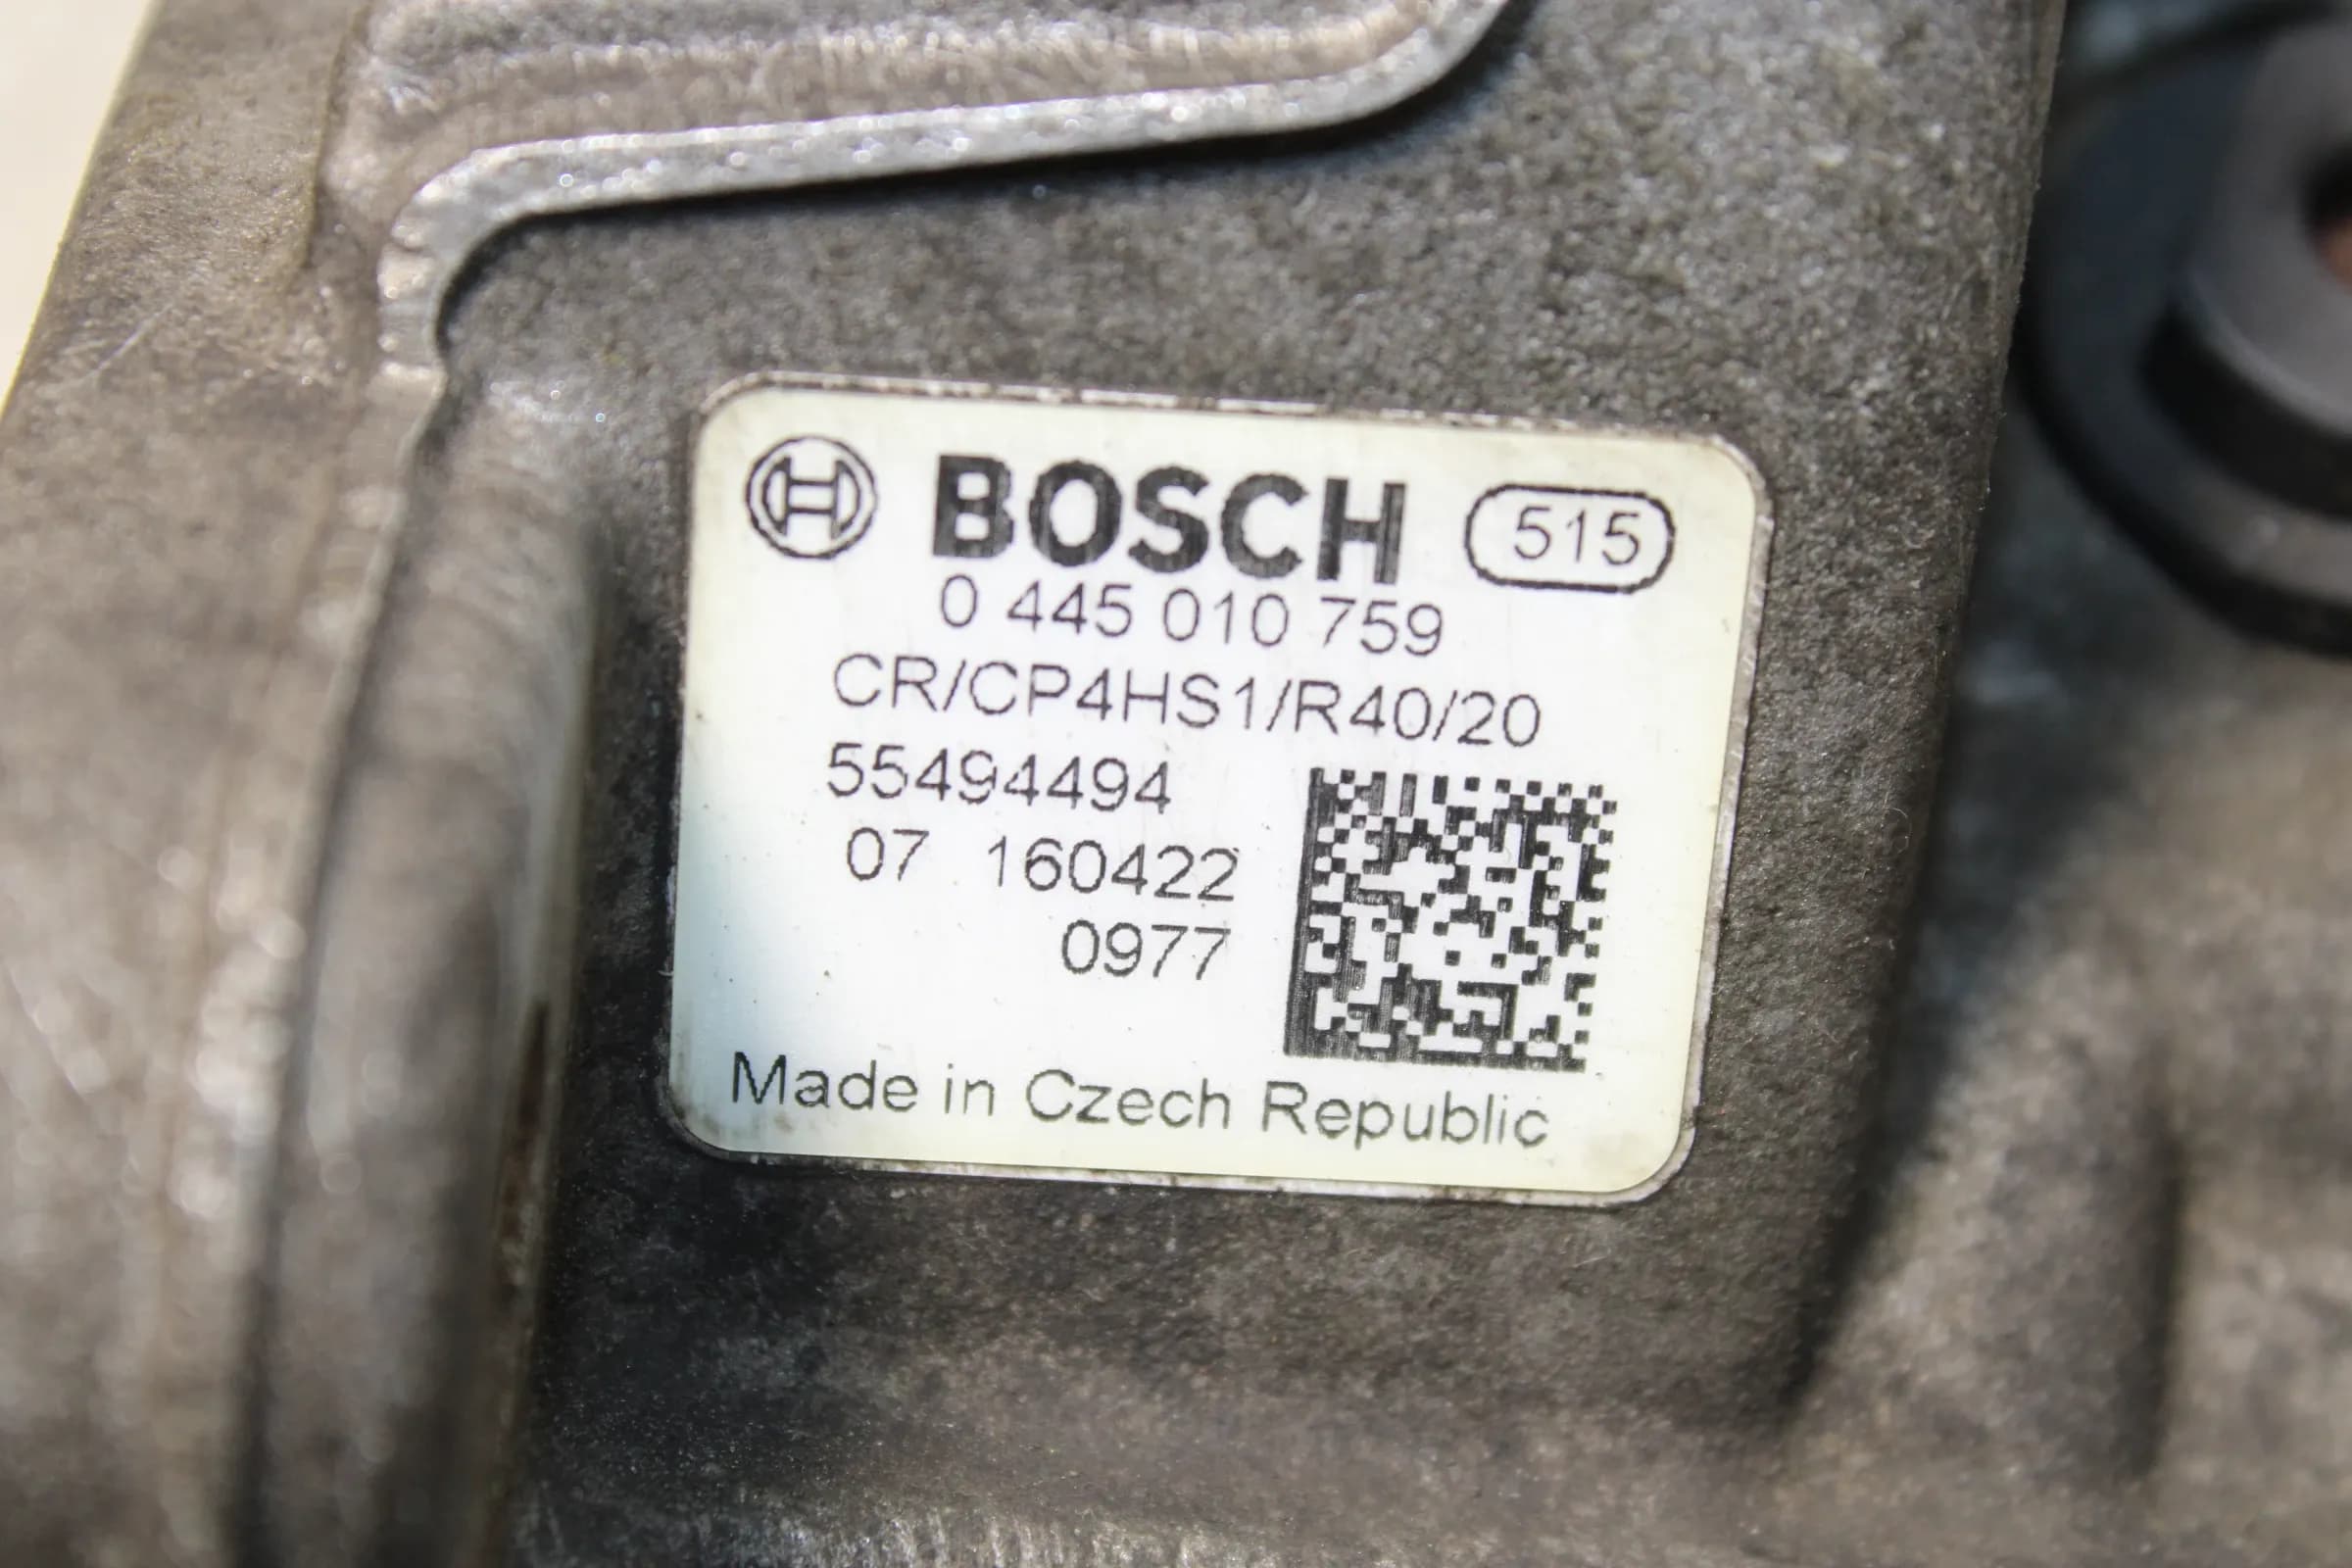 BOSCH 515
0 445 010 759
CR/CP4HS1/R40/20
55494494
07 160422
0977
Made in Czech Republic